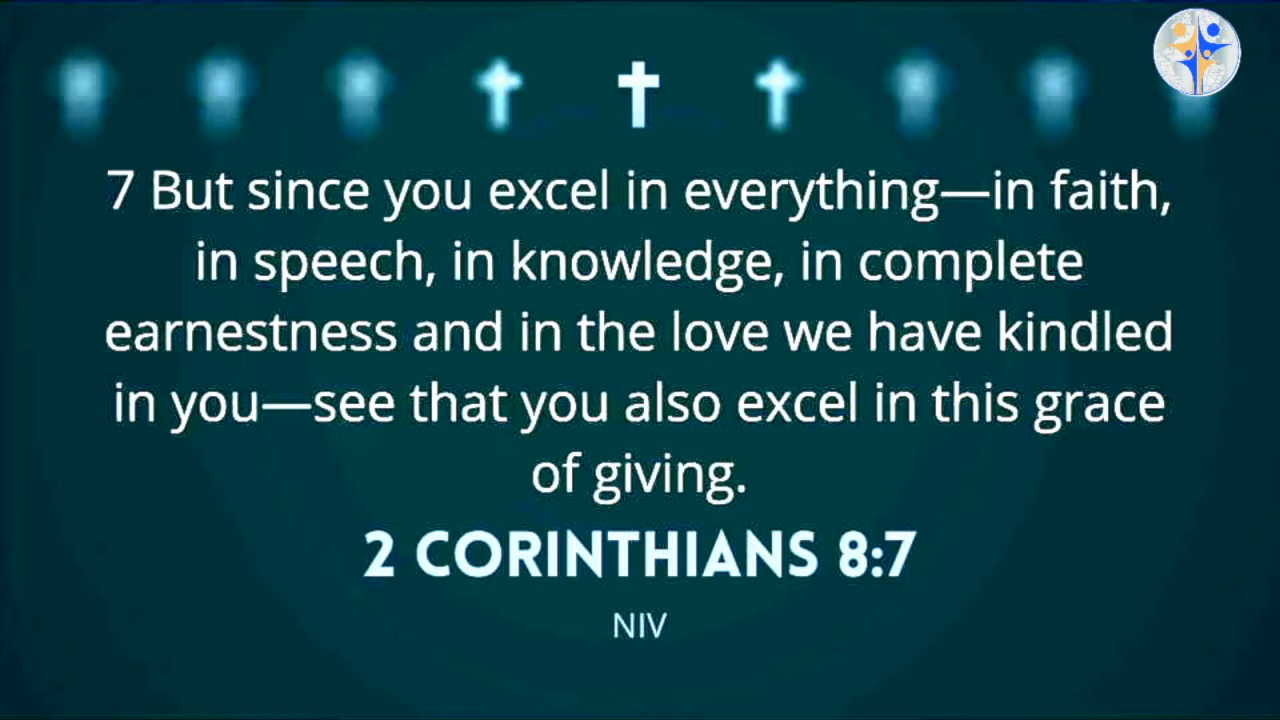 7 But since you excel in everything—in faith,
in speech, in knowledge, in complete
earnestness and in the love we have kindled
in you—see that you also excel in this grace
of giving.
2 CORINTHIANS 8:7
NIV